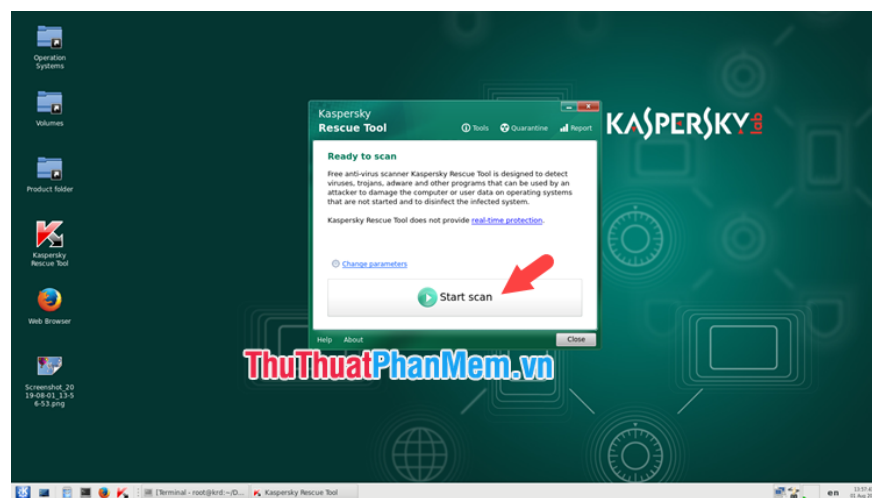 Operation
Systems
Volumes
Product folder
Kaspersky
Rescue Tool
Web Browser
Screenshot_20
19-08-01_13-5
6-53.png
Kaspersky
Rescue Tool
Tools Quarantine Report
Ready to scan
Free anti-virus scanner Kaspersky Rescue Tool is designed to detect
viruses, trojans, adware and other programs that can be used by an
attacker to damage the computer or user data on operating systems
that are not started and to disinfect the infected system.
Kaspersky Rescue Tool does not provide real-time protection.
Change parameters
Start scan
Help About Close
KASPERSKY lab
ThuThuatPhanMem.vn
[Terminal - root@krd:~/D... Kaspersky Rescue Tool en